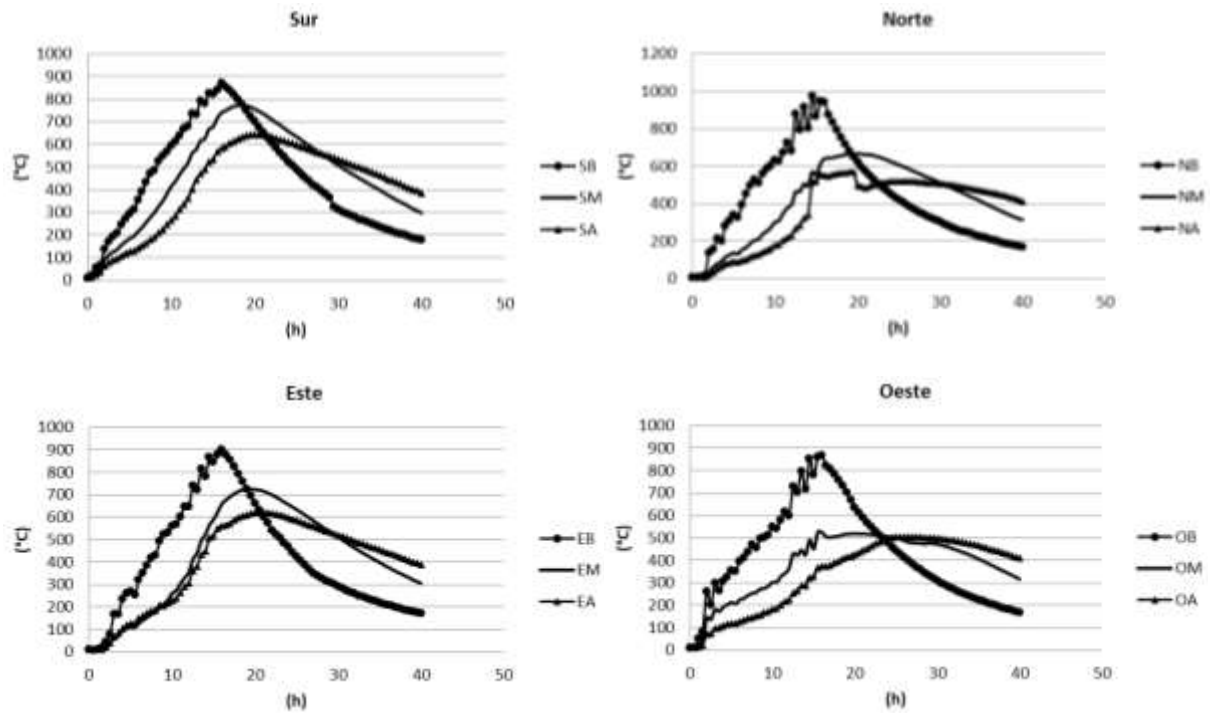 Sur
1000
900
800
700
600
500
400
300
200
100
0
(°C)
0 10 20 30 40 50
(h)
SB
SM
SA
Norte
1200
1000
800
600
400
200
0
(°C)
0 10 20 30 40 50
(h)
NB
NM
NA
Este
1000
900
800
700
600
500
400
300
200
100
0
(°C)
0 10 20 30 40 50
(h)
EB
EM
EA
Oeste
1000
900
800
700
600
500
400
300
200
100
0
(°C)
0 10 20 30 40 50
(h)
OB
OM
OA